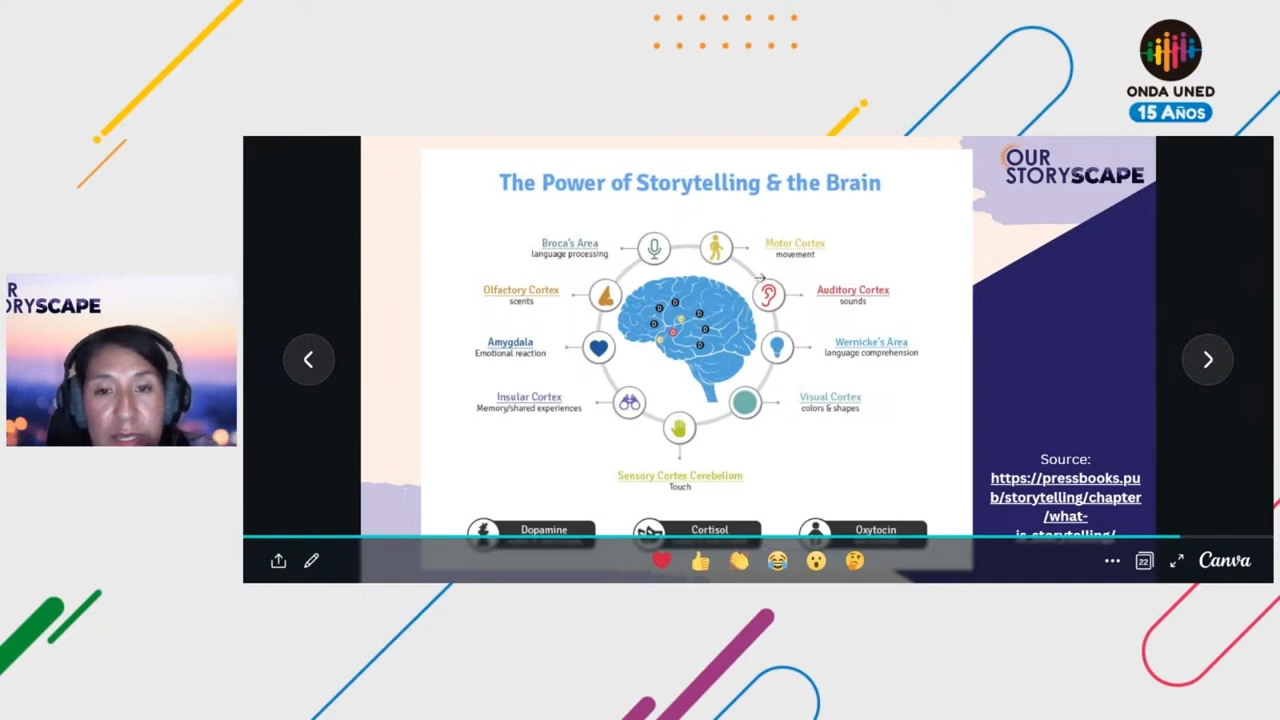 ONDA UNED
15 AÑOS
OUR
STORYSCAPE
The Power of Storytelling & the Brain
Broca's Area
language processing
Motor Cortex
movement
Olfactory Cortex
scents
Auditory Cortex
sounds
Amygdala
Emotional reaction
Wernicke's Area
language comprehension
Insular Cortex
Memory/shared experiences
Visual Cortex
colors & shapes
Sensory Cortex Cerebellum
Touch
D
D
D
D
D
D
D
Dopamine
Cortisol
Oxytocin
Source:
https://pressbooks.pu
b/storytelling/chapter
/what-
is-storytelling/
R
ORYSCAPE
22
Canva